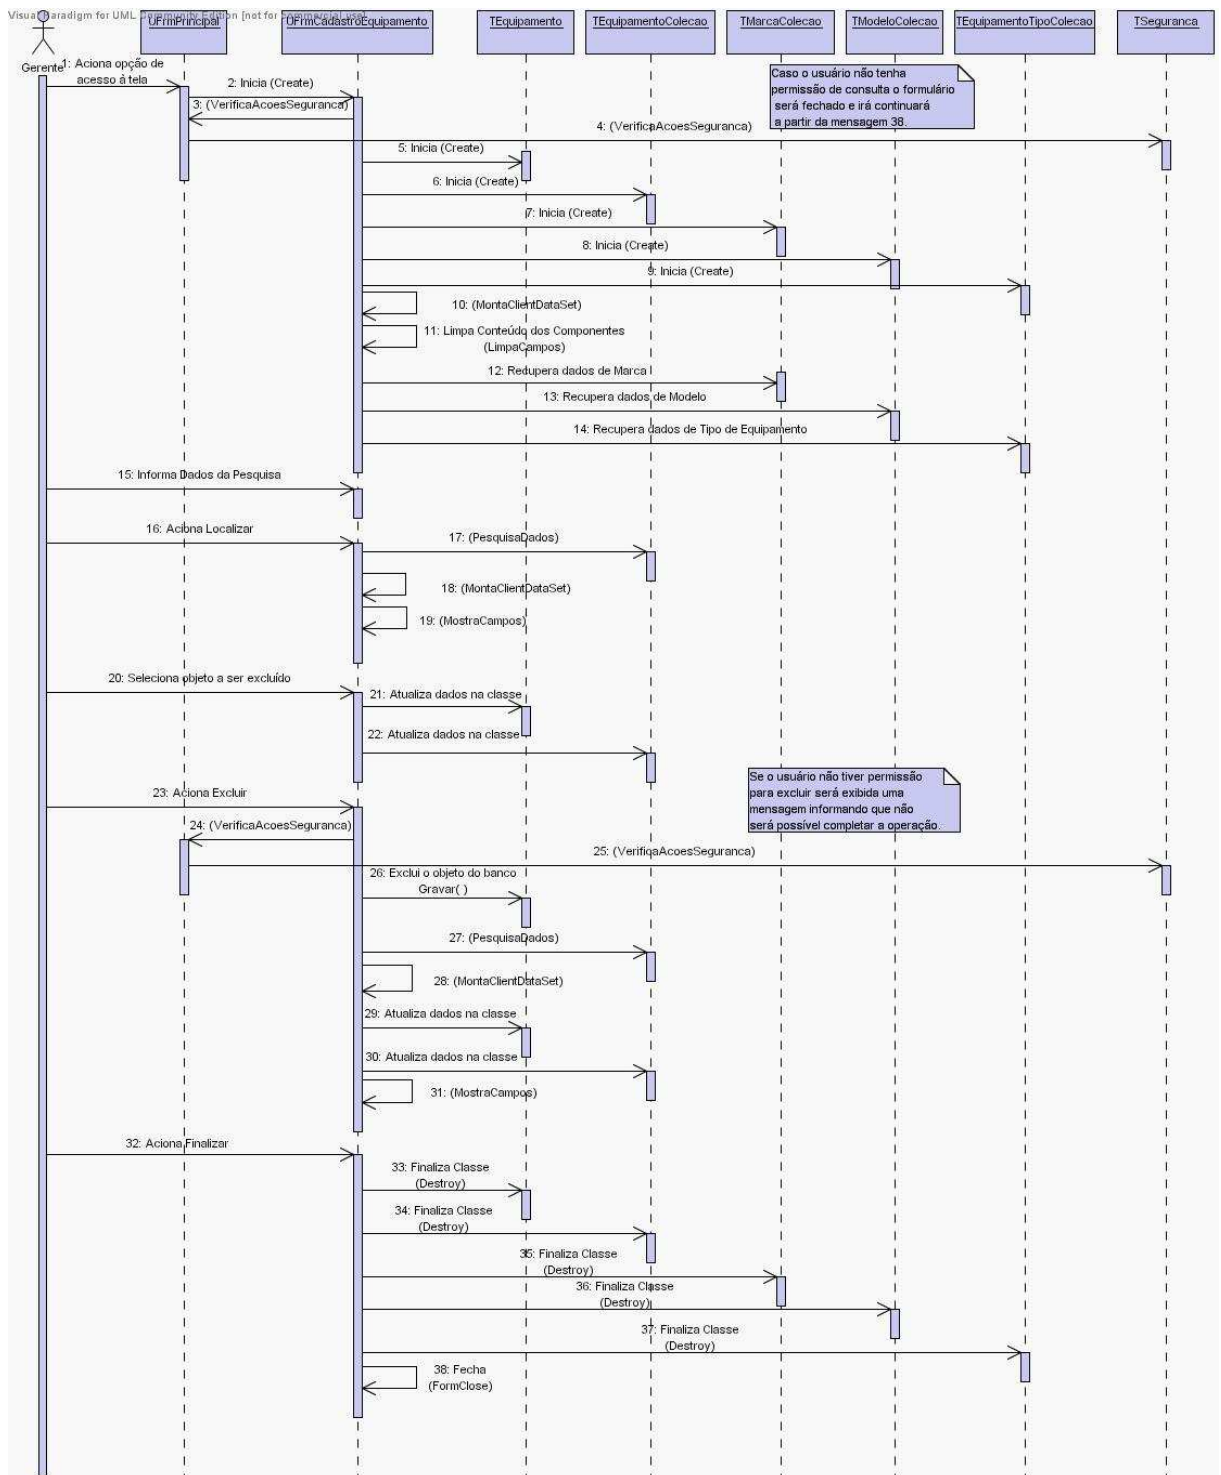 Visual Paradigm for UML Community Edition [not for commercial use]
UFrmPrincipal
UFrmCadastroEquipamento
TEquipamento
TEquipamentoColecao
TMarcaColecao
TModeloColecao
TEquipamentoTipoColecao
TSeguranca
Gerente
1: Aciona opção de
acesso à tela
2: Inicia (Create)
3: (VerificaAcoesSeguranca)
Caso o usuário não tenha
permissão de consulta o formulário
será fechado e irá continuará
a partir da mensagem 38.
4: (VerificaAcoesSeguranca)
5: Inicia (Create)
6: Inicia (Create)
7: Inicia (Create)
8: Inicia (Create)
9: Inicia (Create)
10: (MontaClientDataSet)
11: Limpa Conteúdo dos Componentes
(LimpaCampos)
12: Recupera dados de Marca
13: Recupera dados de Modelo
14: Recupera dados de Tipo de Equipamento
15: Informa Dados da Pesquisa
16: Aciona Localizar
17: (PesquisaDados)
18: (MontaClientDataSet)
19: (MostraCampos)
20: Seleciona objeto a ser excluído
21: Atualiza dados na classe
22: Atualiza dados na classe
Se o usuário não tiver permissão
para excluir será exibida uma
mensagem informando que não
será possível completar a operação.
23: Aciona Excluir
24: (VerificaAcoesSeguranca)
25: (VerificaAcoesSeguranca)
26: Exclui o objeto do banco
Gravar( )
27: (PesquisaDados)
28: (MontaClientDataSet)
29: Atualiza dados na classe
30: Atualiza dados na classe
31: (MostraCampos)
32: Aciona Finalizar
33: Finaliza Classe
(Destroy)
34: Finaliza Classe
(Destroy)
35: Finaliza Classe
(Destroy)
36: Finaliza Classe
(Destroy)
37: Finaliza Classe
(Destroy)
38: Fecha
(FormClose)